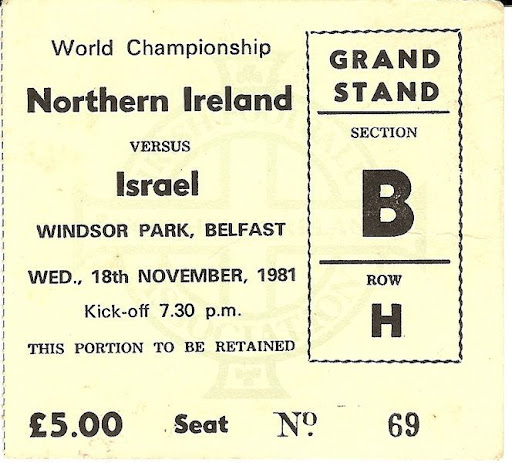 World Championship
Northern Ireland
VERSUS
Israel
WINDSOR PARK, BELFAST
WED., 18th NOVEMBER, 1981
Kick-off 7.30 p.m.
THIS PORTION TO BE RETAINED
GRAND
STAND
SECTION
B
ROW
H
£5.00 Seat Nº 69